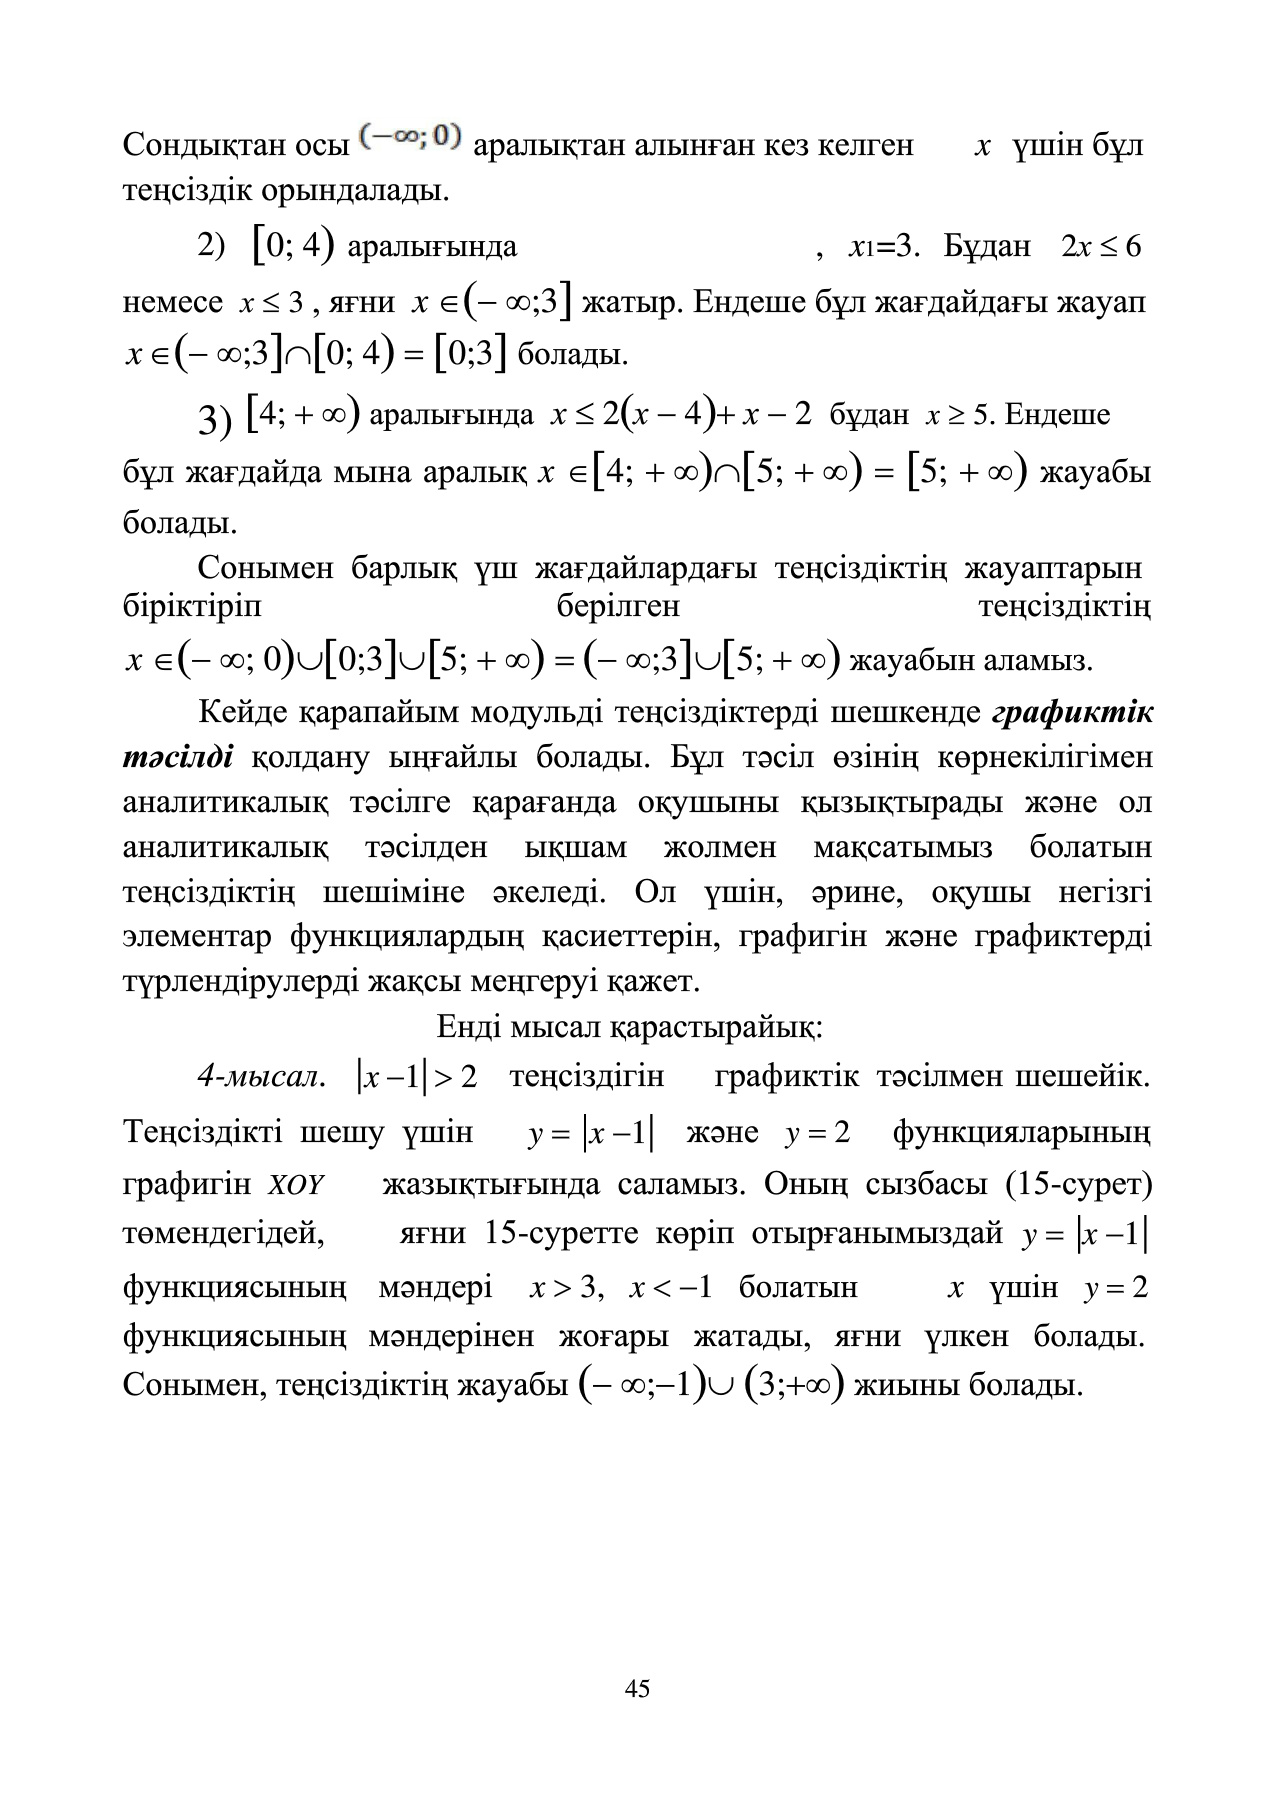 Сондықтан осы (−∞; 0) аралықтан алынған кез келген x үшін бұл
теңсіздік орындалады.
2) [0; 4) аралығында , x1=3. Бұдан 2x ≤ 6
немесе x ≤ 3 , яғни x ∈(− ∞;3] жатыр. Ендеше бұл жағдайдағы жауап
x ∈(− ∞;3]∩[0; 4) = [0;3] болады.
3) [4; + ∞) аралығында x ≤ 2(x − 4)+ x − 2 бұдан x ≥ 5. Ендеше
бұл жағдайда мына аралық x ∈[4; + ∞)∩[5; + ∞) = [5; + ∞) жауабы
болады.
Сонымен барлық үш жағдайлардағы теңсіздіктің жауаптарын
біріктіріп берілген теңсіздіктің
x ∈(− ∞; 0)∪[0;3]∪[5; + ∞) = (− ∞;3]∪[5; + ∞) жауабын аламыз.
Кейде қарапайым модульді теңсіздіктерді шешкенде графиктік
тәсілді қолдану ыңғайлы болады. Бұл тәсіл өзінің көрнекілігімен
аналитикалық тәсілге қарағанда оқушыны қызықтырады және ол
аналитикалық тәсілден ықшам жолмен мақсатымыз болатын
теңсіздіктің шешіміне әкеледі. Ол үшін, әрине, оқушы негізгі
элементар функциялардың қасиеттерін, графигін және графиктерді
түрлендірулерді жақсы меңгеруі қажет.
Енді мысал қарастырайық:
4-мысал. |x −1| > 2 теңсіздігін графиктік тәсілмен шешейік.
Теңсіздікті шешу үшін y = |x −1| және y = 2 функцияларының
графигін XOY жазықтығында саламыз. Оның сызбасы (15-сурет)
төмендегідей, яғни 15-суретте көріп отырғанымыздай y = |x −1|
функциясының мәндері x > 3, x < −1 болатын x үшін y = 2
функциясының мәндерінен жоғары жатады, яғни үлкен болады.
Сонымен, теңсіздіктің жауабы (− ∞;−1)∪ (3;+∞) жиыны болады.
45